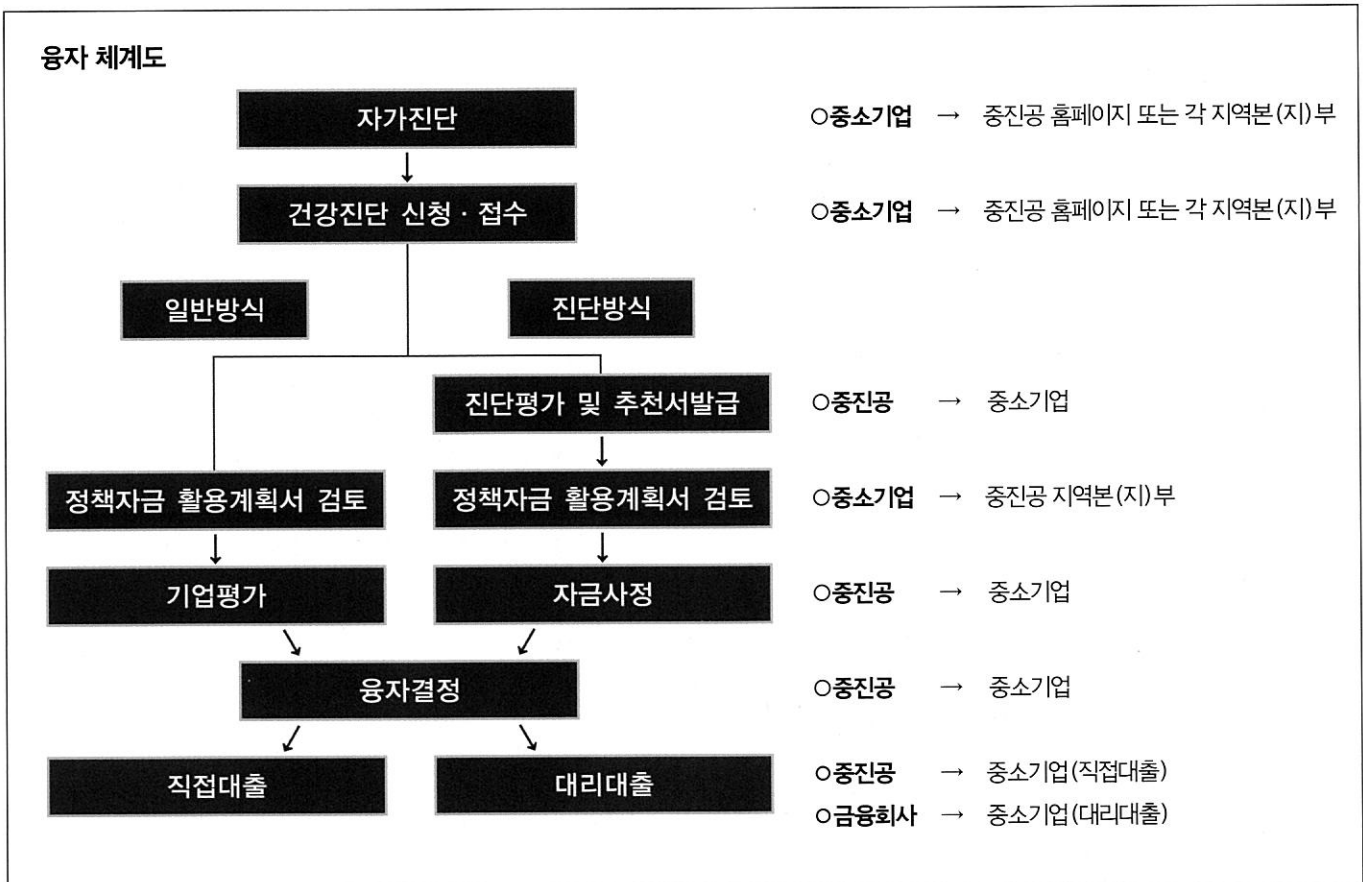 융자 체계도
자가진단 ○중소기업 → 중진공 홈페이지 또는 각 지역본(지)부
건강진단 신청·접수 ○중소기업 → 중진공 홈페이지 또는 각 지역본(지)부
일반방식 진단방식
진단평가 및 추천서발급 ○중진공 → 중소기업
정책자금 활용계획서 검토 정책자금 활용계획서 검토 ○중소기업 → 중진공 지역본(지)부
기업평가 자금사정 ○중진공 → 중소기업
융자결정 ○중진공 → 중소기업
직접대출 대리대출 ○중진공 → 중소기업(직접대출)
○금융회사 → 중소기업(대리대출)